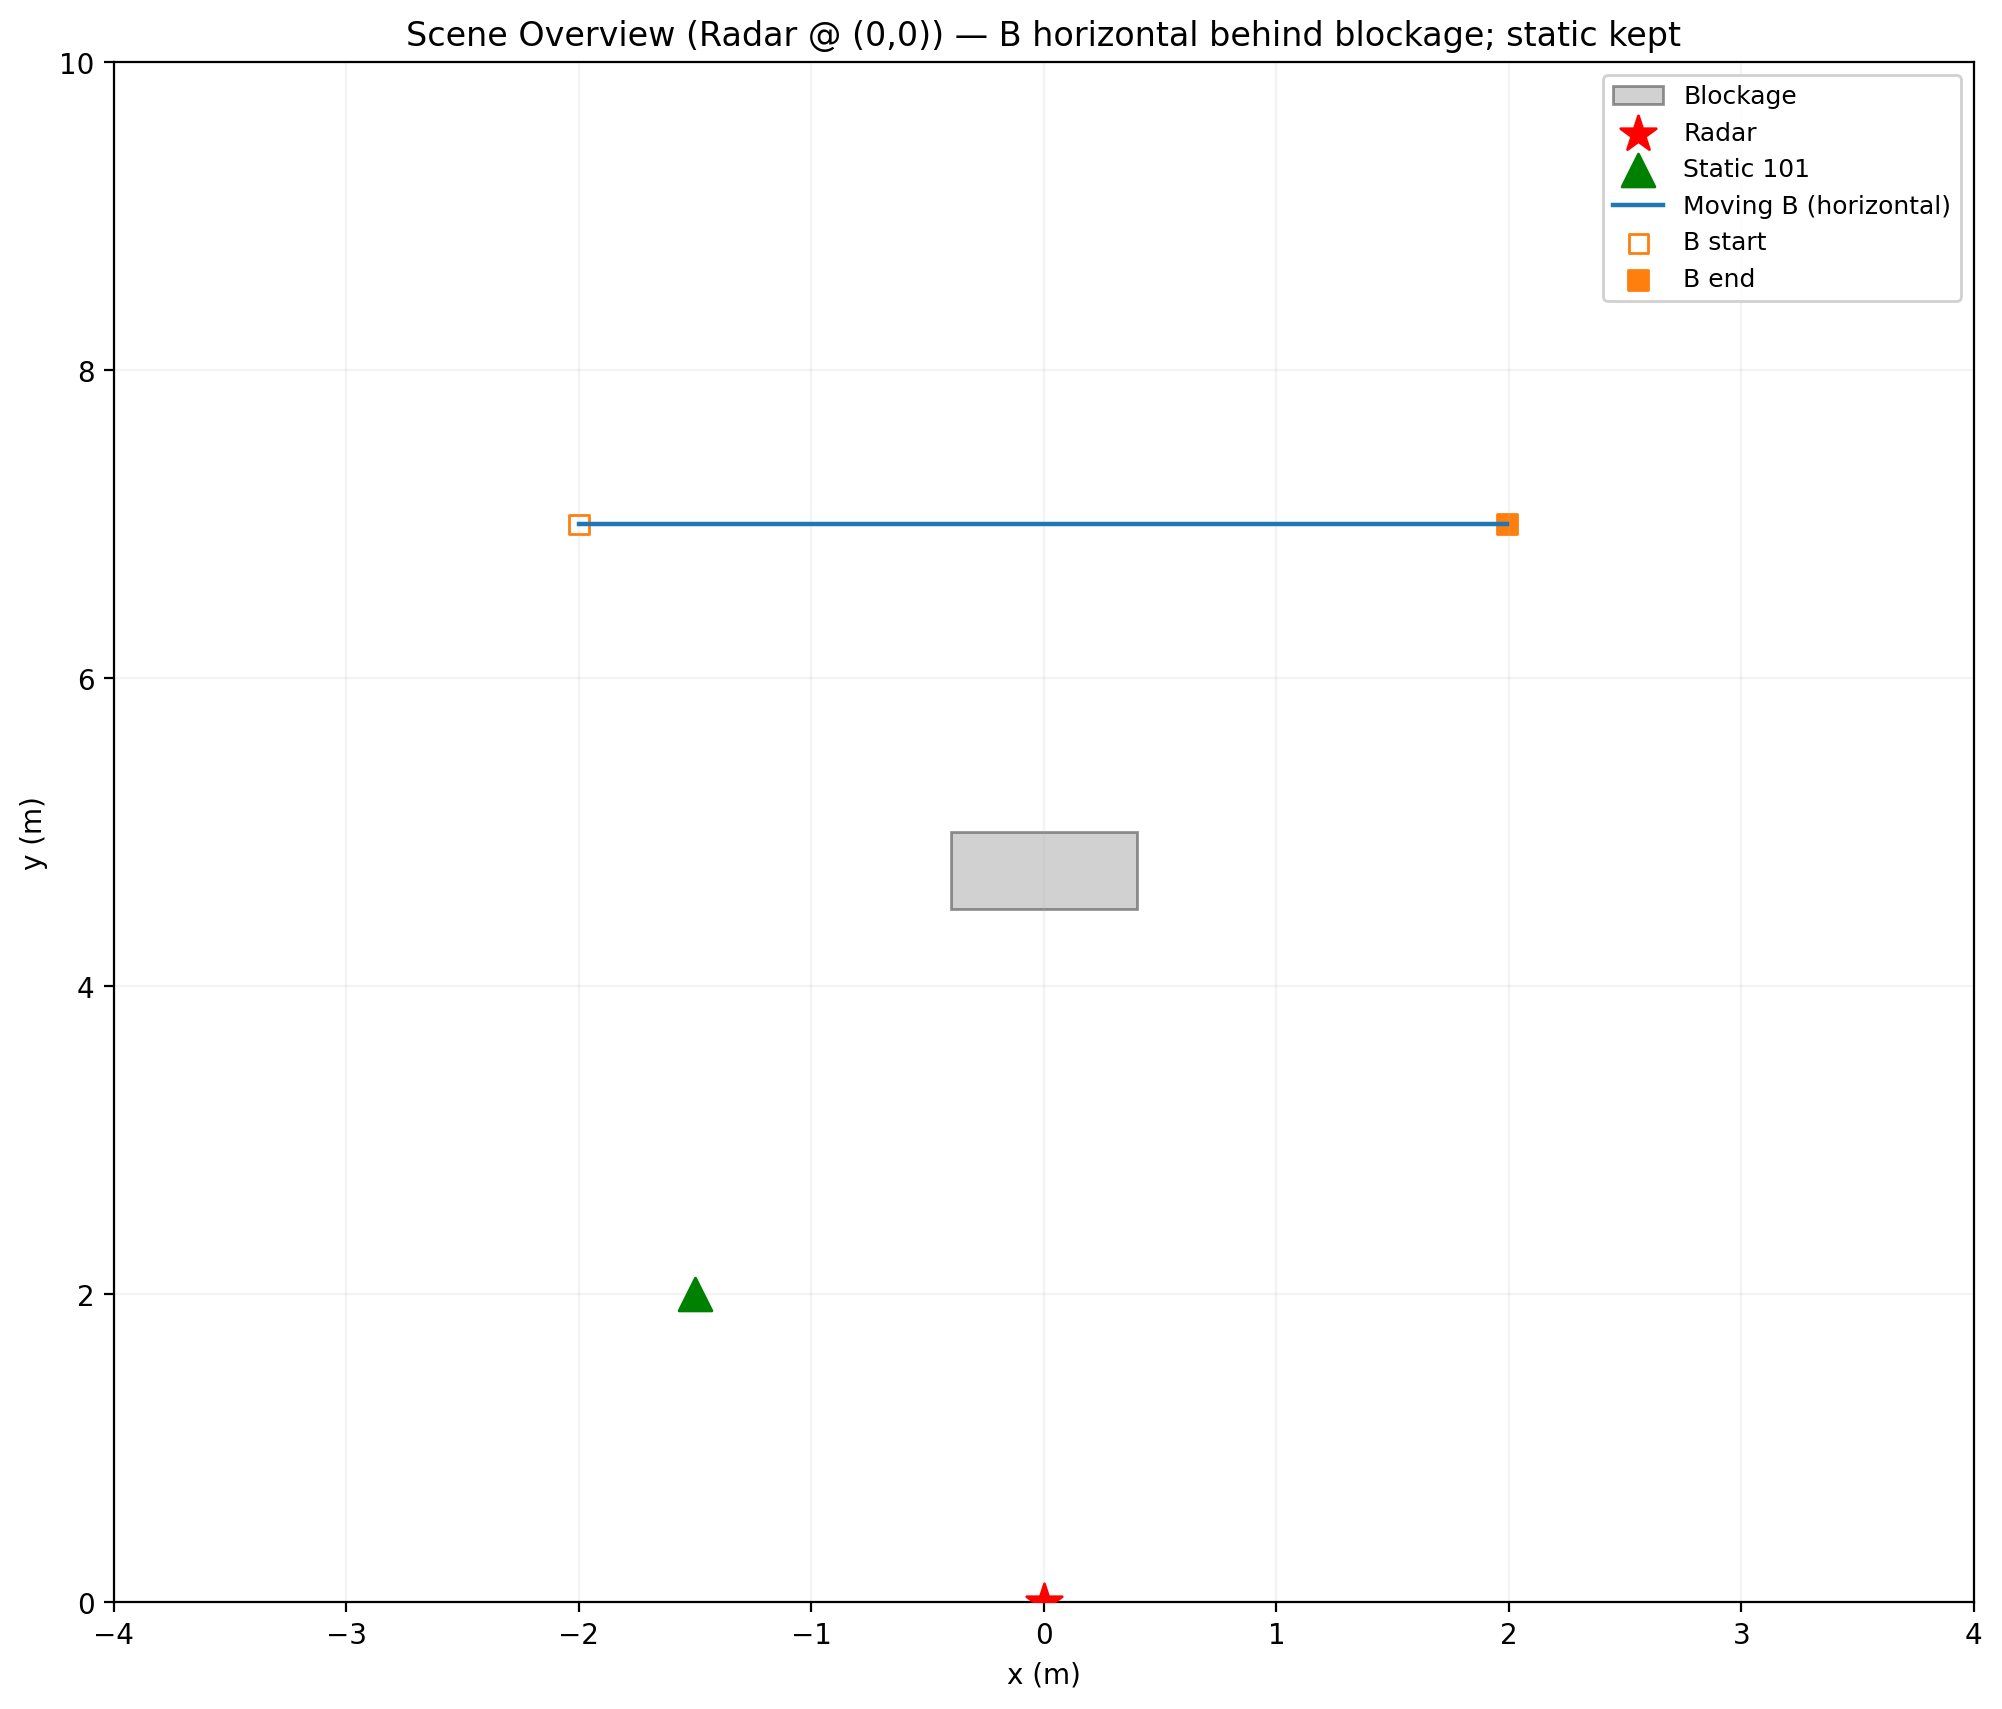 Scene Overview (Radar @ (0,0)) — B horizontal behind blockage; static kept
Blockage
Radar
Static 101
Moving B (horizontal)
B start
B end
10
8
6
4
2
0
y (m)
−4 −3 −2 −1 0 1 2 3 4
x (m)